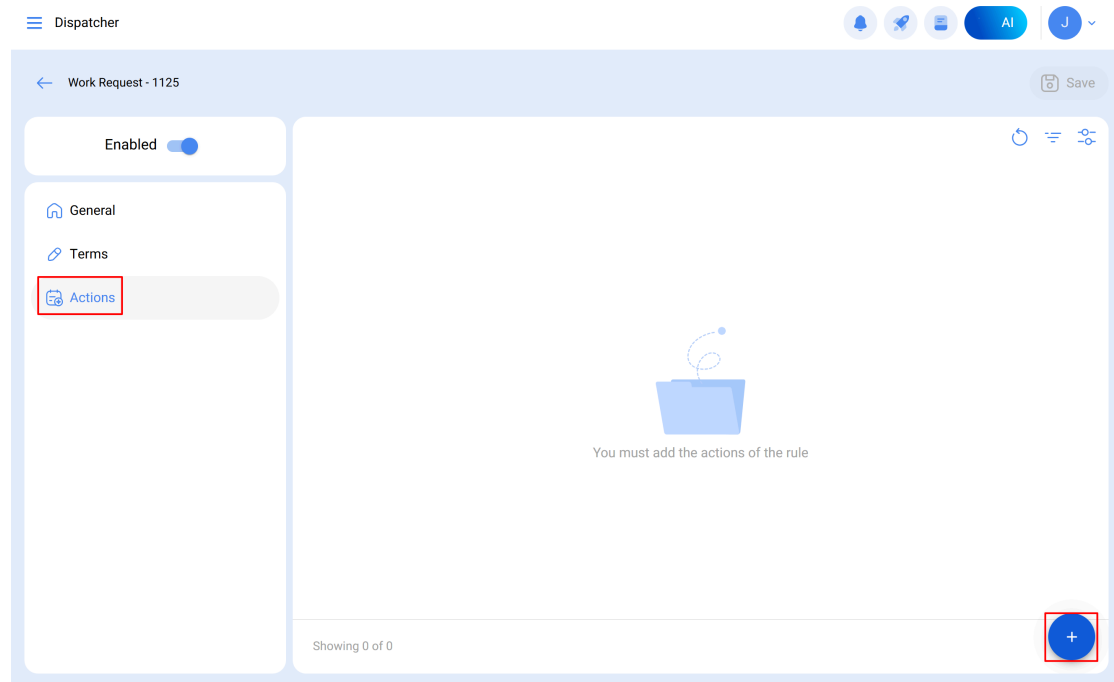 Dispatcher
AI
J
Work Request - 1125
Save
Enabled
General
Terms
Actions
You must add the actions of the rule
Showing 0 of 0
+